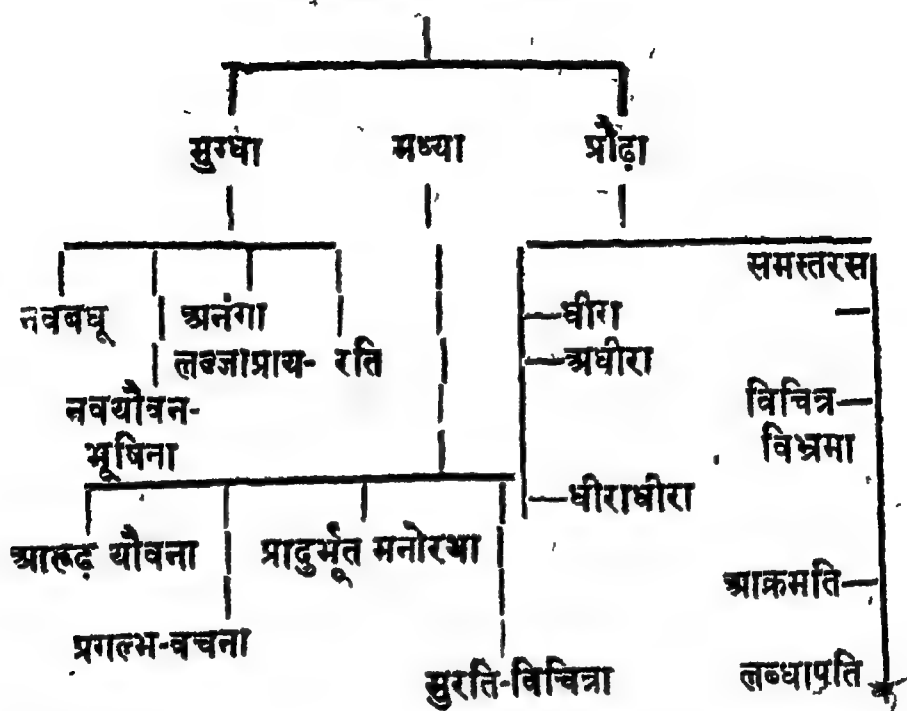 मुग्धा मध्या प्रौढ़ा
समस्तरस
नवबधू अनंगा धीरा
लज्जाप्राय- रति अधीरा
नवयौवन- विचित्र
भूषिना विभ्रमा
धीराधीरा
आरूढ़ यौवना प्रादुर्भूत मनोरथा
आक्रमति
प्रगल्भ-वचना
सुरति-विचित्रा लब्धापति